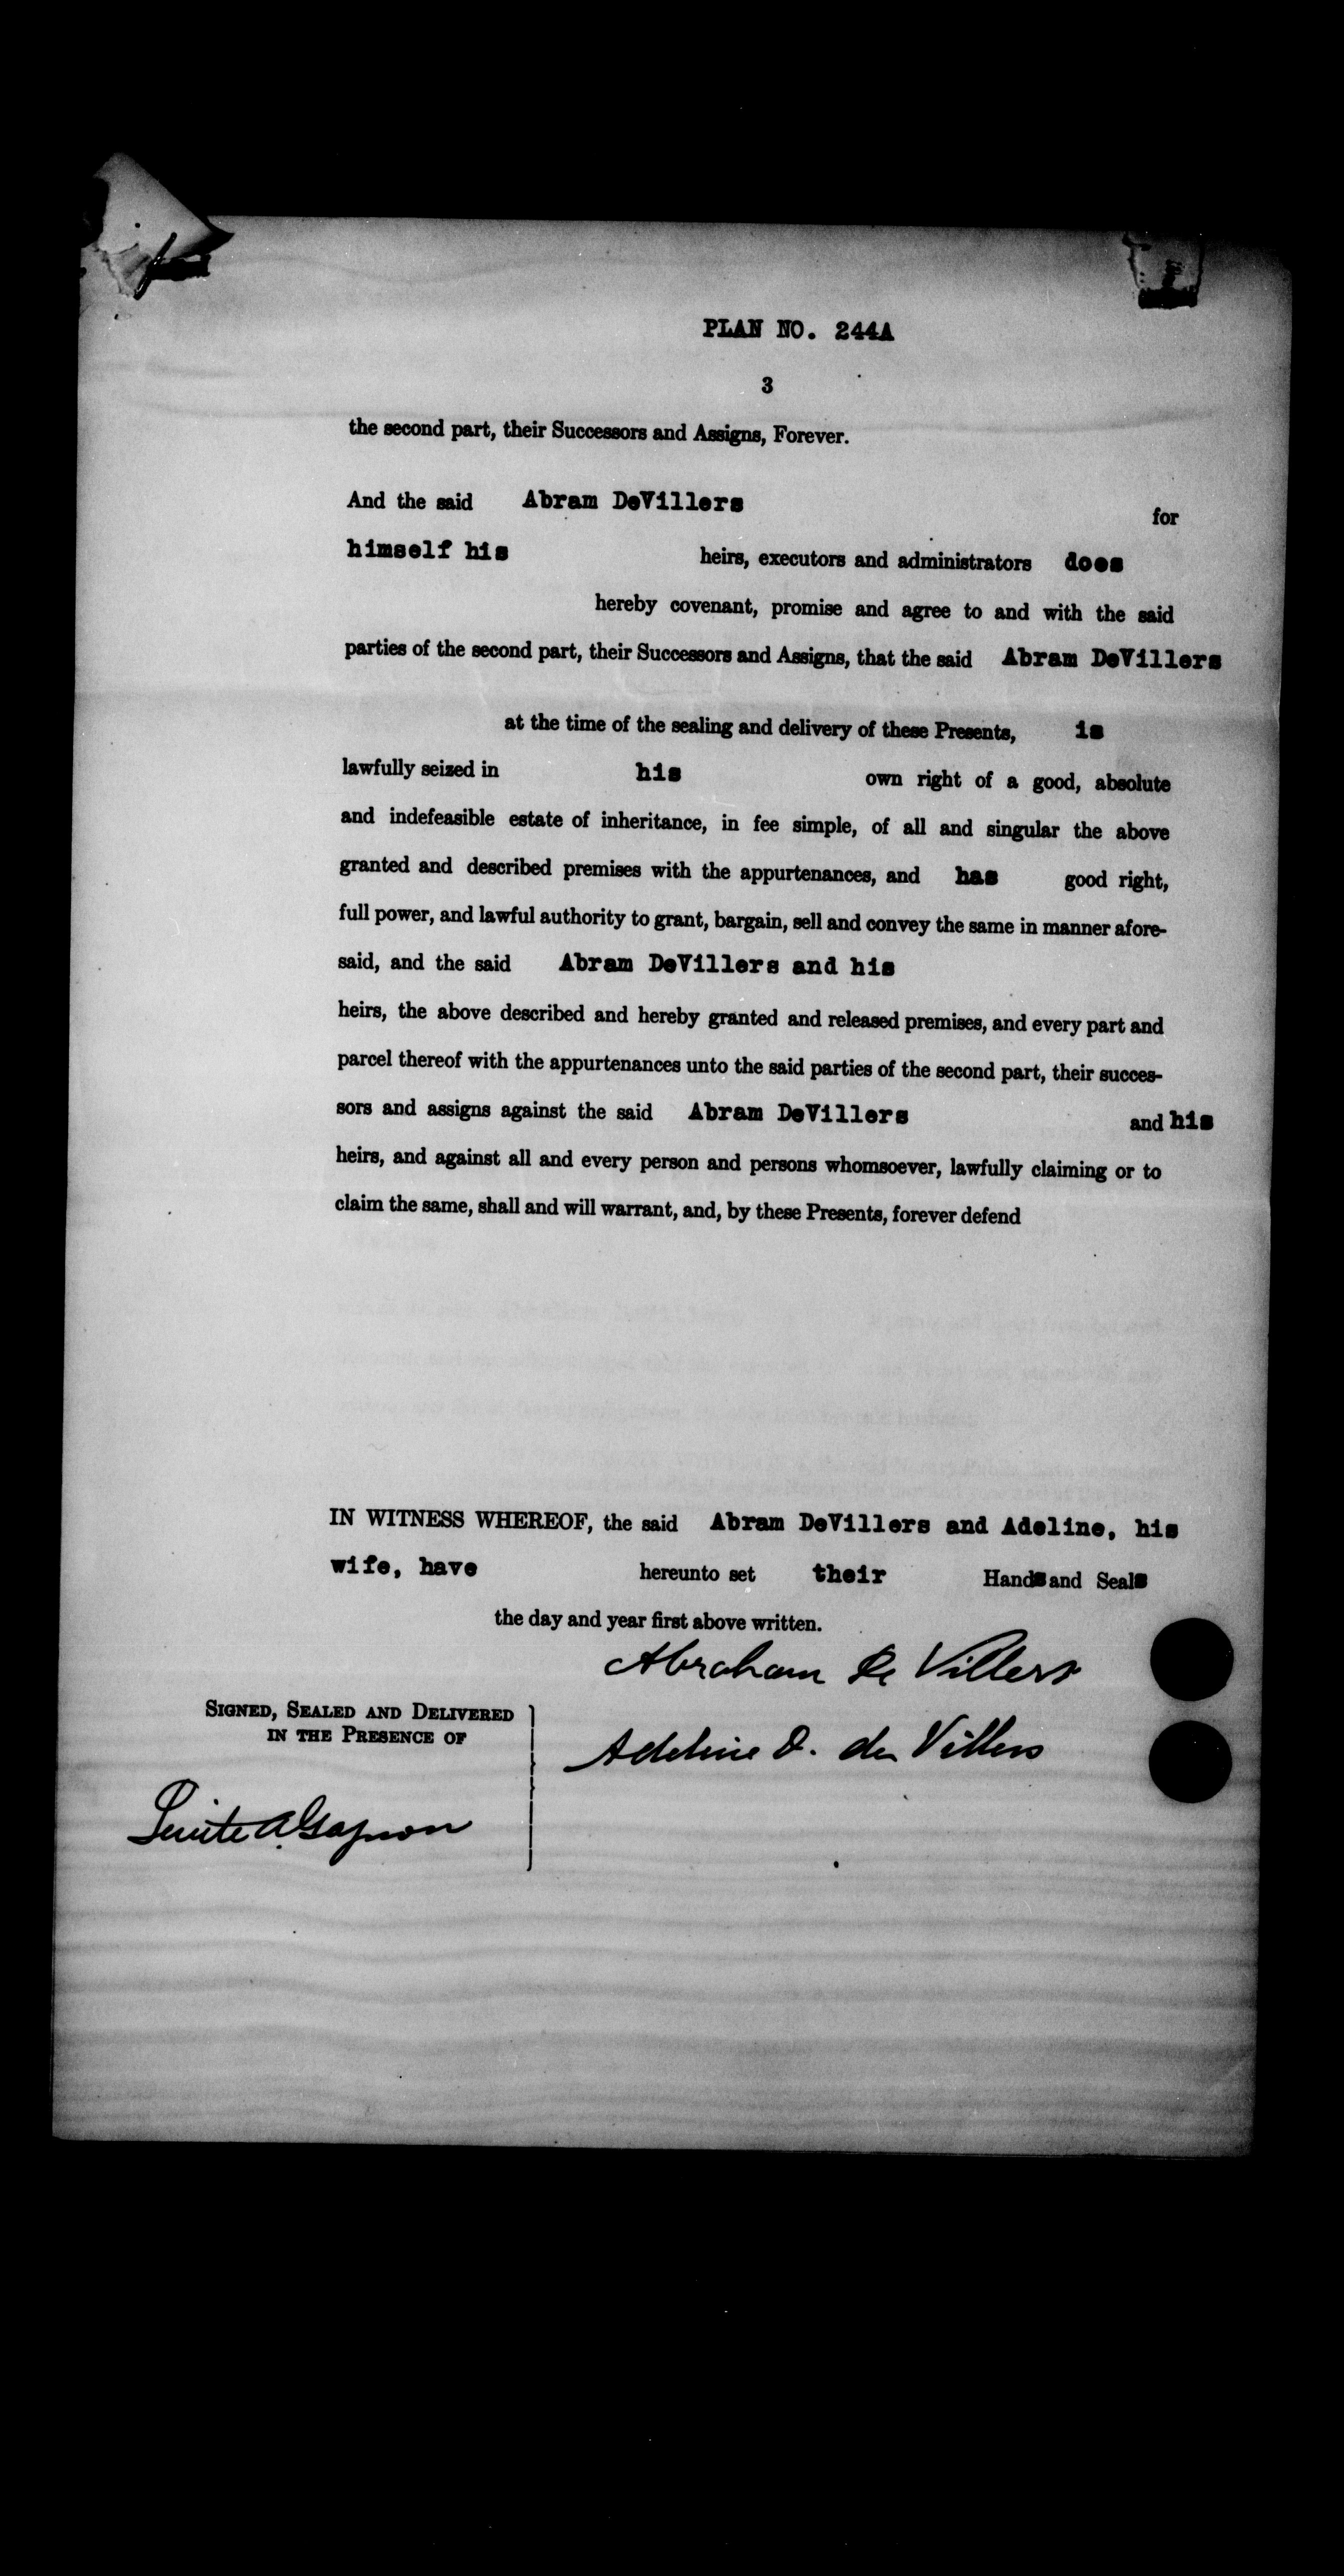 PLAN NO. 244A
3
the second part, their Successors and Assigns, Forever.
And the said Abram DeVillers for
himself his heirs, executors and administrators does
hereby covenant, promise and agree to and with the said
parties of the second part, their Successors and Assigns, that the said Abram DeVillers
at the time of the sealing and delivery of these Presents, is
lawfully seized in his own right of a good, absolute
and indefeasible estate of inheritance, in fee simple, of all and singular the above
granted and described premises with the appurtenances, and has good right,
full power, and lawful authority to grant, bargain, sell and convey the same in manner afore-
said, and the said Abram DeVillers and his
heirs, the above described and hereby granted and released premises, and every part and
parcel thereof with the appurtenances unto the said parties of the second part, their succes-
sors and assigns against the said Abram DeVillers and his
heirs, and against all and every person and persons whomsoever, lawfully claiming or to
claim the same, shall and will warrant, and, by these Presents, forever defend
IN WITNESS WHEREOF, the said Abram DeVillers and Adeline, his
wife, have hereunto set their Hands and Seals
the day and year first above written.
Abraham De Villers
SIGNED, SEALED AND DELIVERED
IN THE PRESENCE OF
Adeline D. de Villers